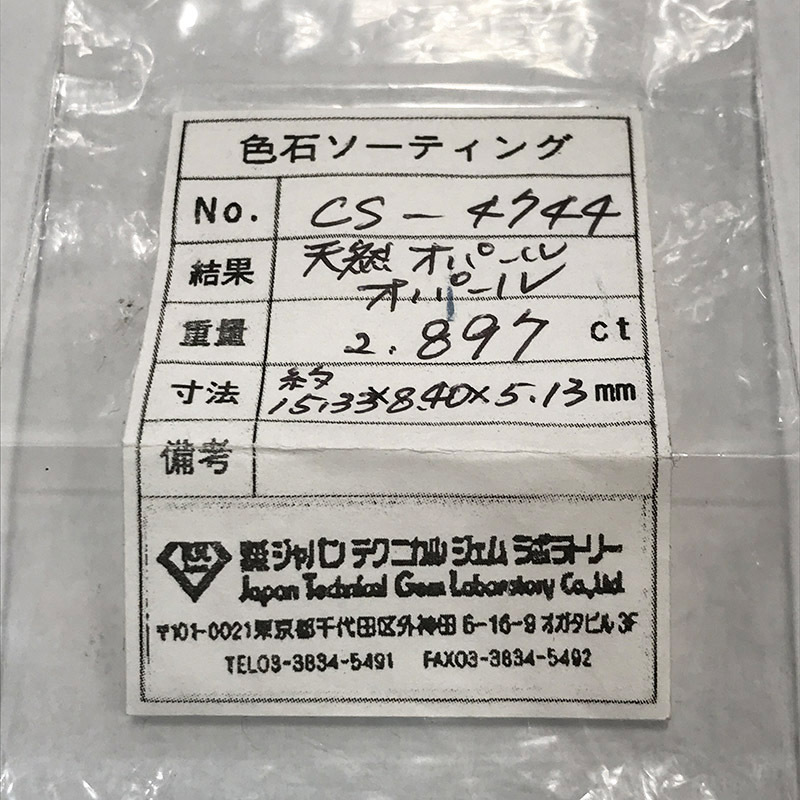 色石ソーティング
No. CS-4744
結果 天然 オパール
オパール
重量 2.897 ct
寸法 約
15.33×8.40×5.13 mm
備考
ジャパン テクニカル ジェム ラボラトリー
Japan Technical Gem Laboratory Co.,Ltd.
〒101-0021東京都千代田区外神田 6-16-9 オガタビル 3F
TEL03-3834-5491 FAX03-3834-5492